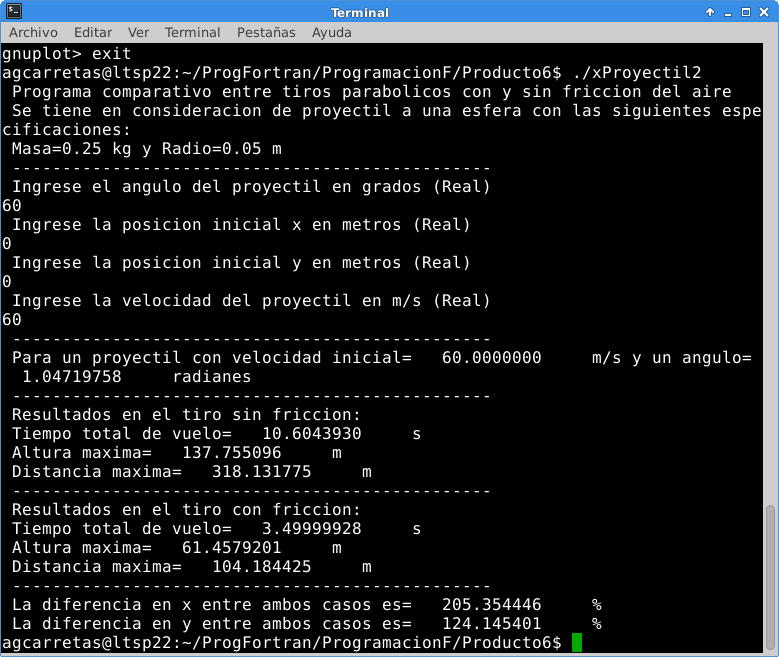 Terminal
Archivo Editar Ver Terminal Pestañas Ayuda
gnuplot> exit
agcarretas@ltsp22:~/ProgFortran/ProgramacionF/Producto6$ ./xProyectil2
Programa comparativo entre tiros parabolicos con y sin friccion del aire
Se tiene en consideracion de proyectil a una esfera con las siguientes espe
cificaciones:
Masa=0.25 kg y Radio=0.05 m
------------------------------------------------
Ingrese el angulo del proyectil en grados (Real)
60
Ingrese la posicion inicial x en metros (Real)
0
Ingrese la posicion inicial y en metros (Real)
0
Ingrese la velocidad del proyectil en m/s (Real)
60
------------------------------------------------
Para un proyectil con velocidad inicial=   60.0000000     m/s y un angulo=
1.04719758     radianes
------------------------------------------------
Resultados en el tiro sin friccion:
Tiempo total de vuelo=   10.6043930     s
Altura maxima=   137.755096     m
Distancia maxima=   318.131775     m
------------------------------------------------
Resultados en el tiro con friccion:
Tiempo total de vuelo=   3.49999928     s
Altura maxima=   61.4579201     m
Distancia maxima=   104.184425     m
------------------------------------------------
La diferencia en x entre ambos casos es=   205.354446     %
La diferencia en y entre ambos casos es=   124.145401     %
agcarretas@ltsp22:~/ProgFortran/ProgramacionF/Producto6$